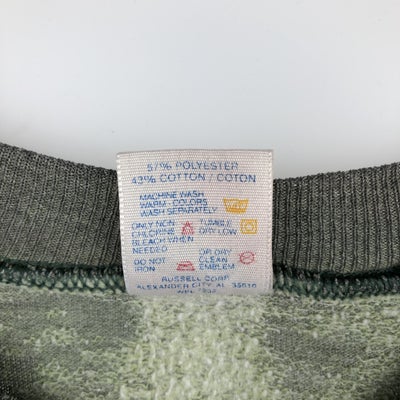 57% POLYESTER
43% COTTON / COTON
MACHINE WASH
WARM - COLORS
WASH SEPARATELY
ONLY NON
CHLORINE
BLEACH WHEN
NEEDED
TUMBLE
DRY LOW
DO NOT
IRON
OR DRY
CLEAN
EMBLEM
RUSSELL CORP
ALEXANDER CITY AL 35010